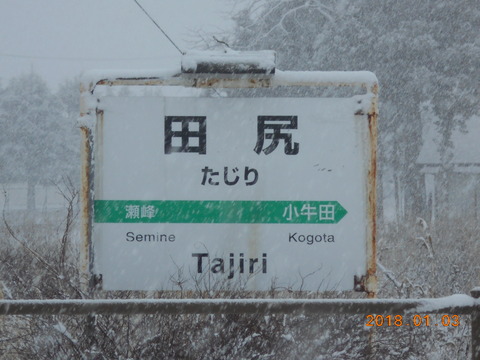 田尻
たじり
瀬峰 小牛田
Semine Kogota
Tajiri